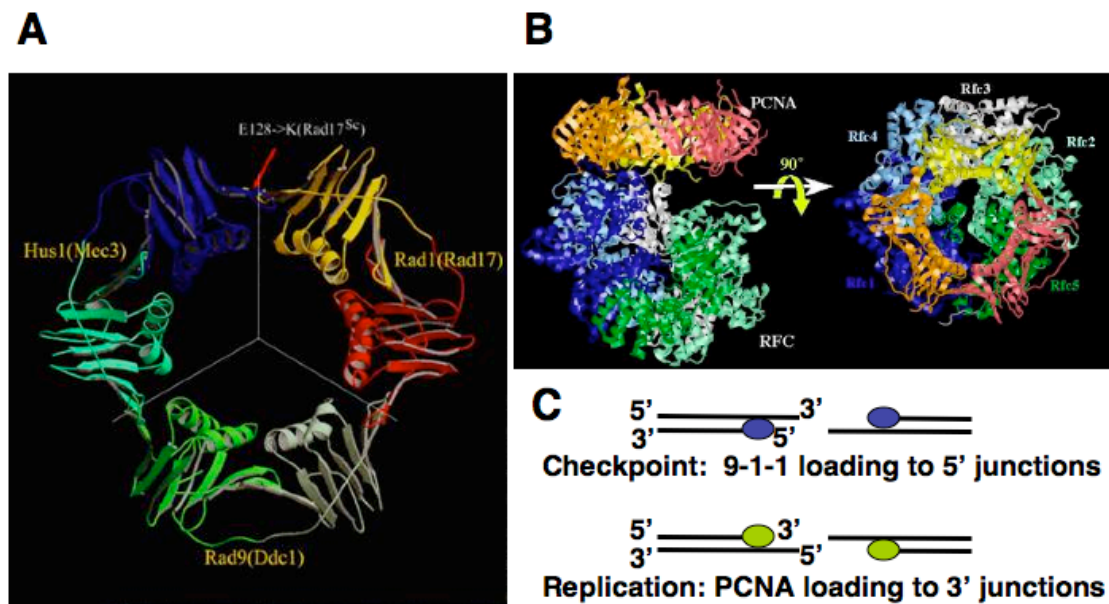 A
E128->K(Rad17Sc)
Hus1(Mec3)
Rad1(Rad17)
Rad9(Ddc1)
B
PCNA
90°
RFC
Rfc3
Rfc4
Rfc2
Rfc1
Rfc5
C
5’ 3’
3’ 5’
Checkpoint: 9-1-1 loading to 5’ junctions
5’ 3’
3’ 5’
Replication: PCNA loading to 3’ junctions